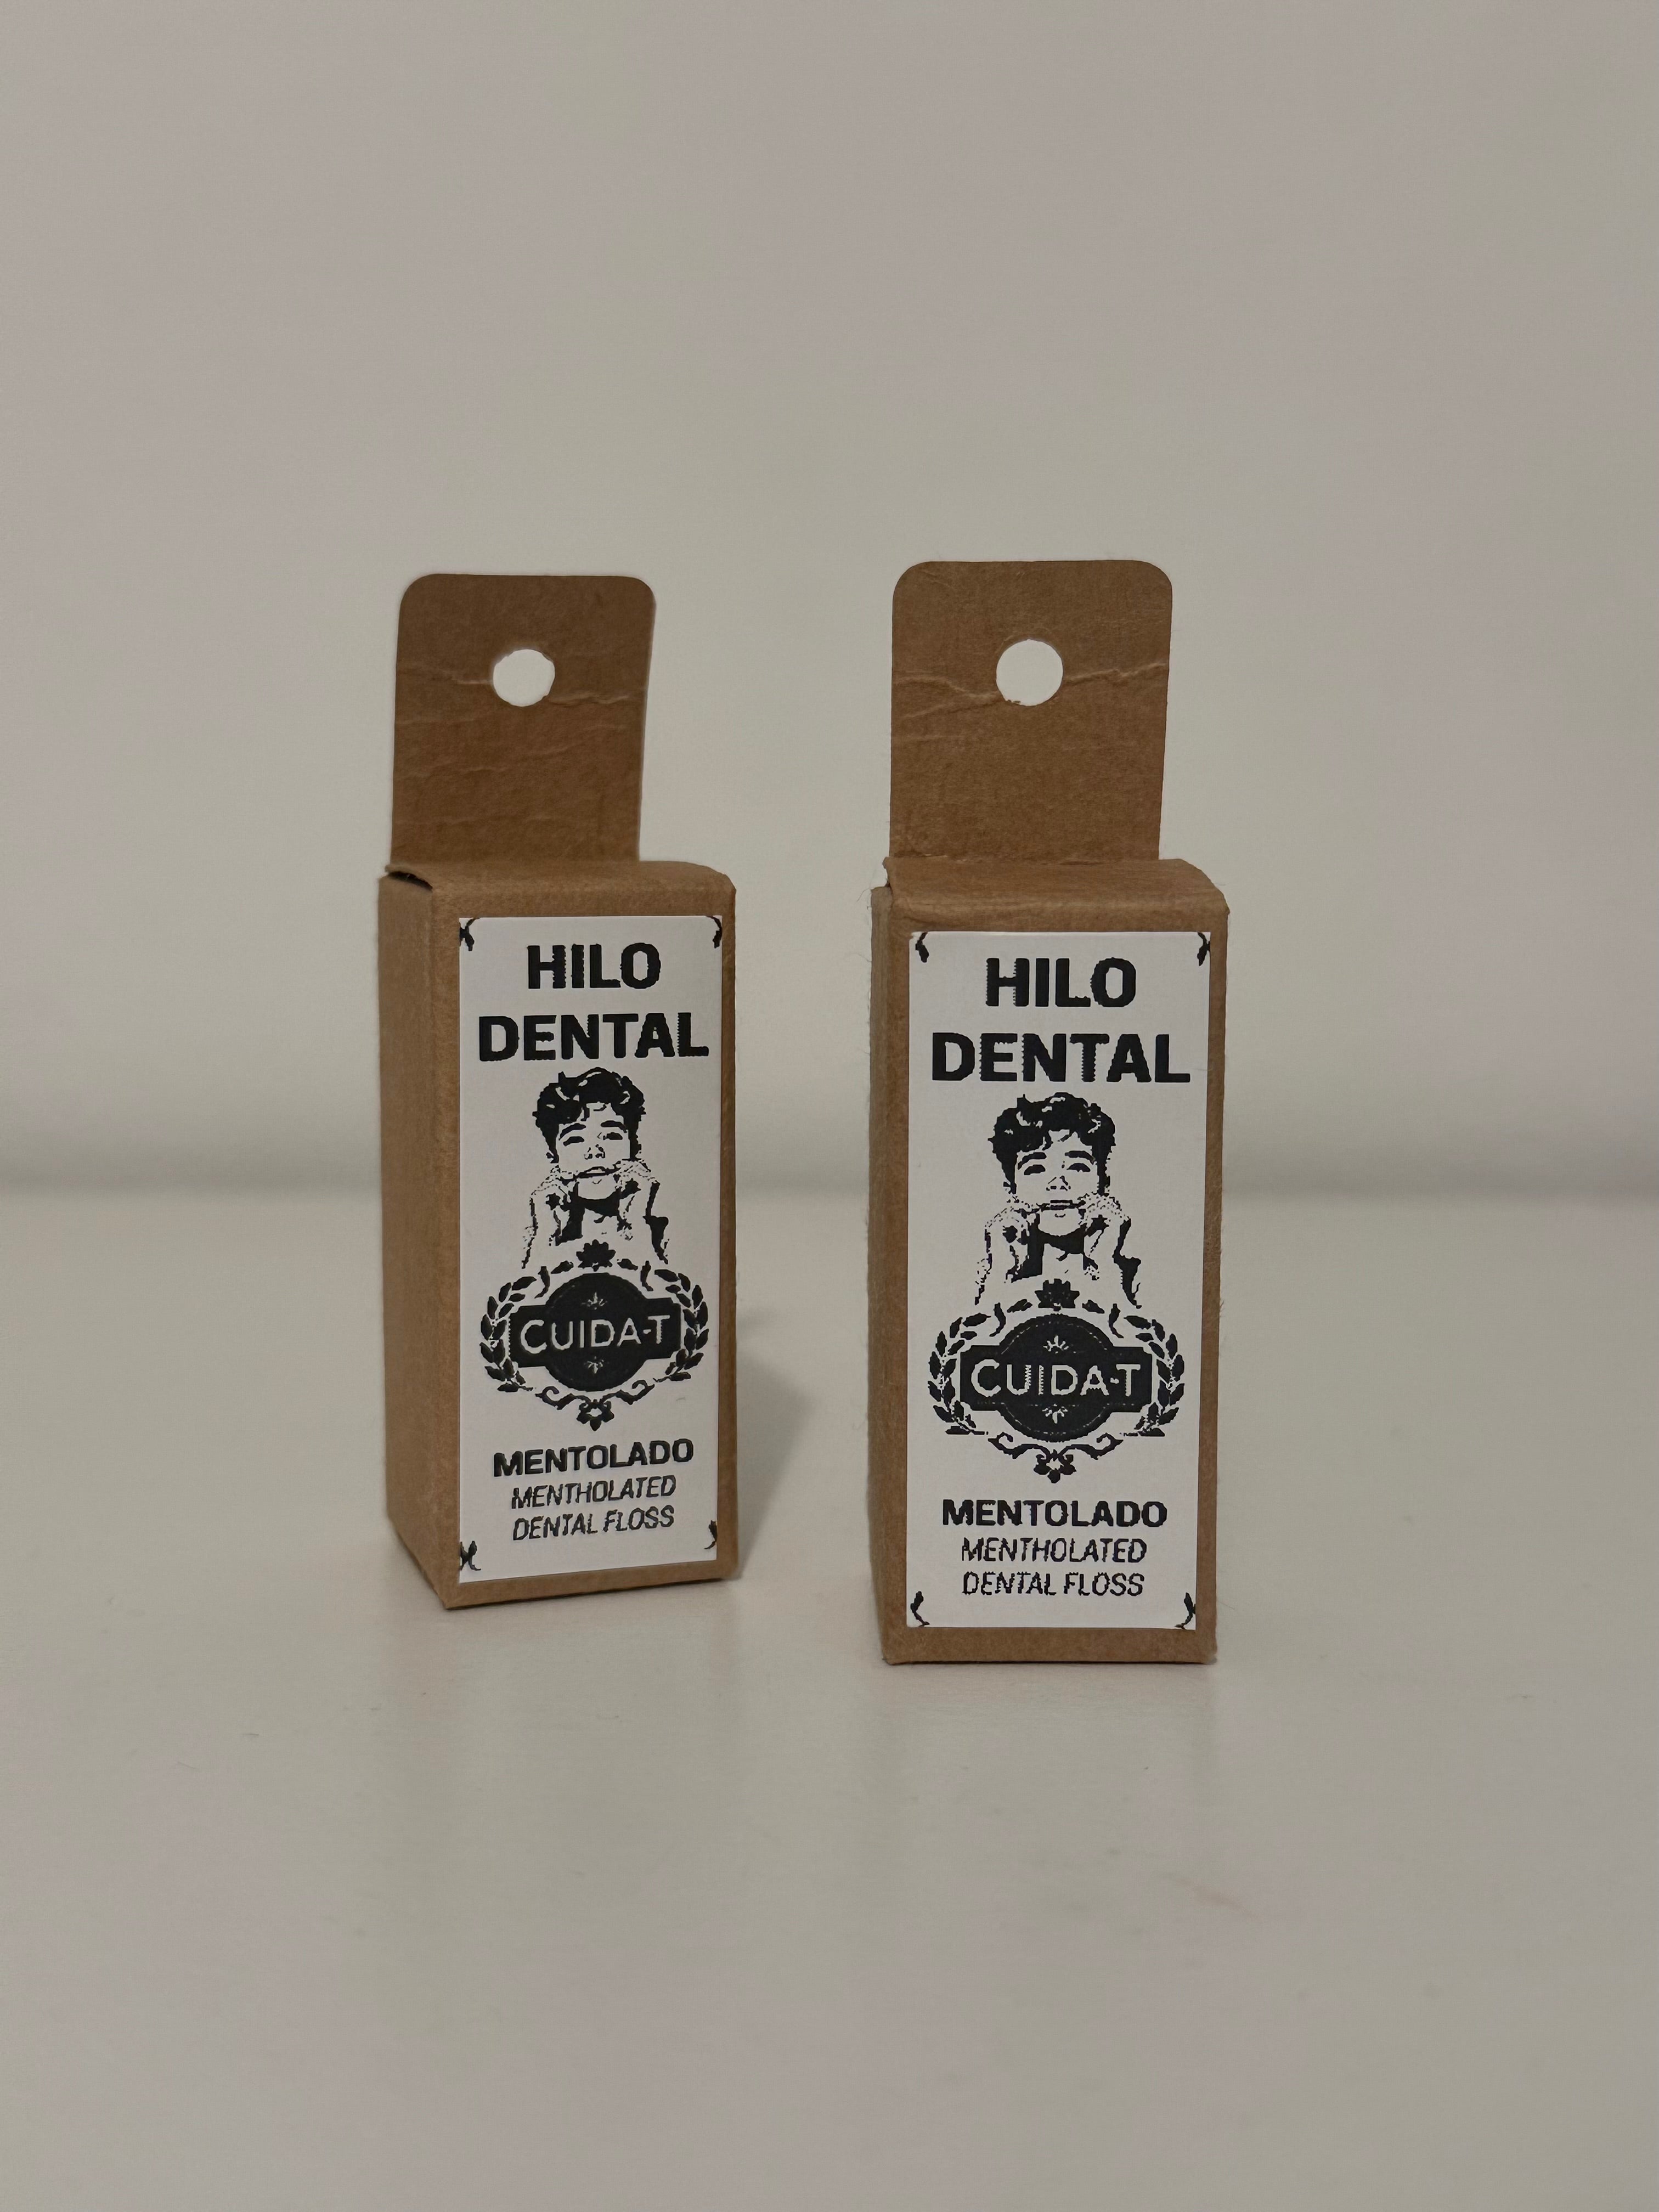 HILO
DENTAL
CUIDA-T
MENTOLADO
MENTHOLATED
DENTAL FLOSS
HILO
DENTAL
CUIDA-T
MENTOLADO
MENTHOLATED
DENTAL FLOSS